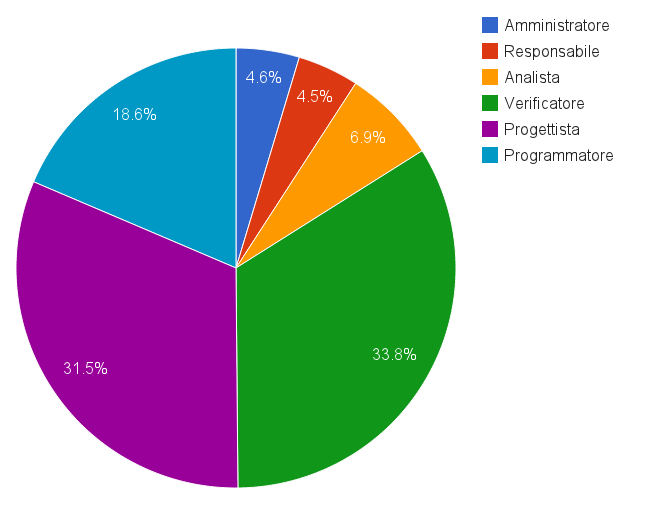 Amministratore
Responsabile
Analista
Verificatore
Progettista
Programmatore
4.6%
4.5%
6.9%
18.6%
33.8%
31.5%